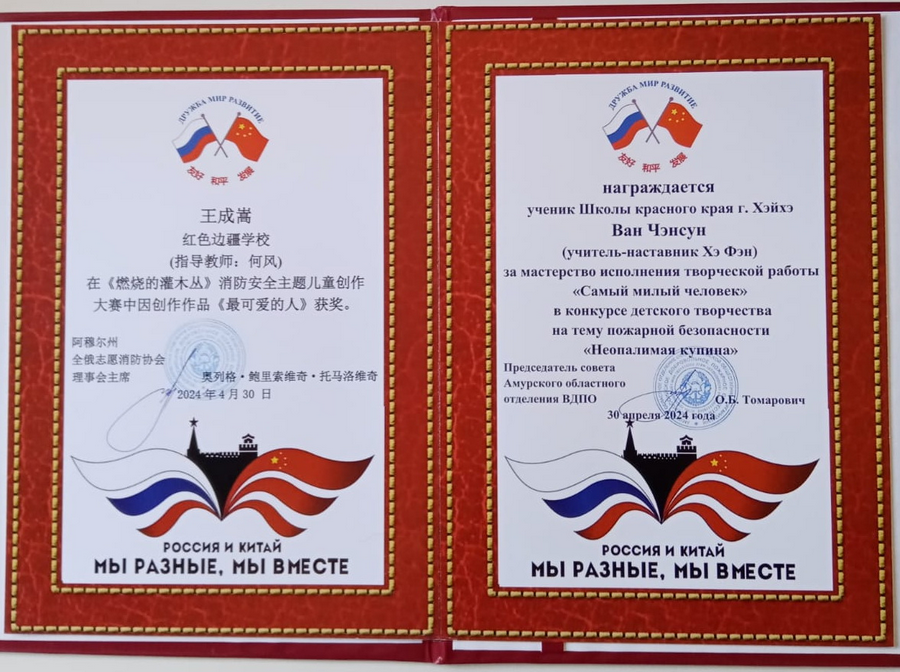 ДРУЖБА МИР РАЗВИТИЕ
友好 和平 发展
王成嵩
红色边疆学校
(指导教师：何风)
在《燃烧的灌木丛》消防安全主题儿童创作
大赛中因创作作品《最可爱的人》获奖。
阿穆尔州
全俄志愿消防协会
理事会主席 奥列格·鲍里索维奇·托马洛维奇
2024 年 4 月 30 日
РОССИЯ И КИТАЙ
МЫ РАЗНЫЕ, МЫ ВМЕСТЕ
ДРУЖБА МИР РАЗВИТИЕ
友好 和平 发展
награждается
ученик Школы красного края г. Хэйхэ
Ван Чэнсун
(учитель-наставник Хэ Фэн)
за мастерство исполнения творческой работы
«Самый милый человек»
в конкурсе детского творчества
на тему пожарной безопасности
«Неопалимая купина»
Председатель совета
Амурского областного
отделения ВДПО О.Б. Томарович
30 апреля 2024 года
РОССИЯ И КИТАЙ
МЫ РАЗНЫЕ, МЫ ВМЕСТЕ